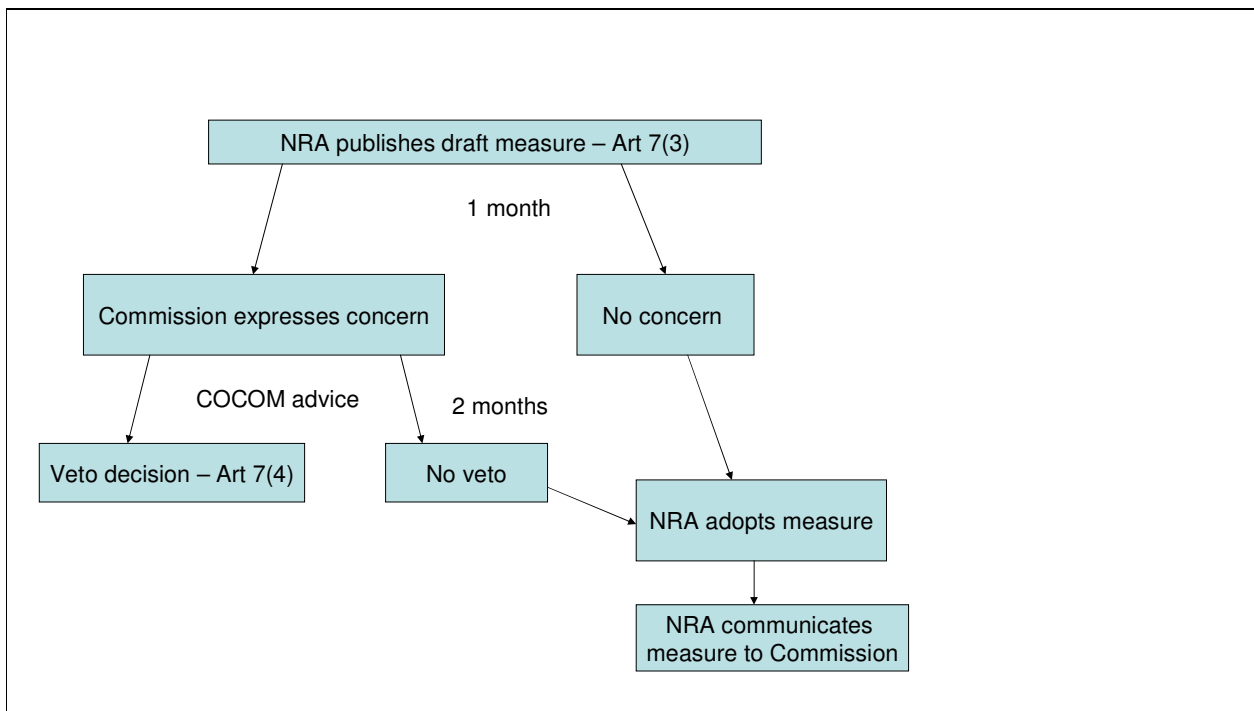 NRA publishes draft measure – Art 7(3)
1 month
Commission expresses concern
No concern
COCOM advice
2 months
Veto decision – Art 7(4)
No veto
NRA adopts measure
NRA communicates
measure to Commission